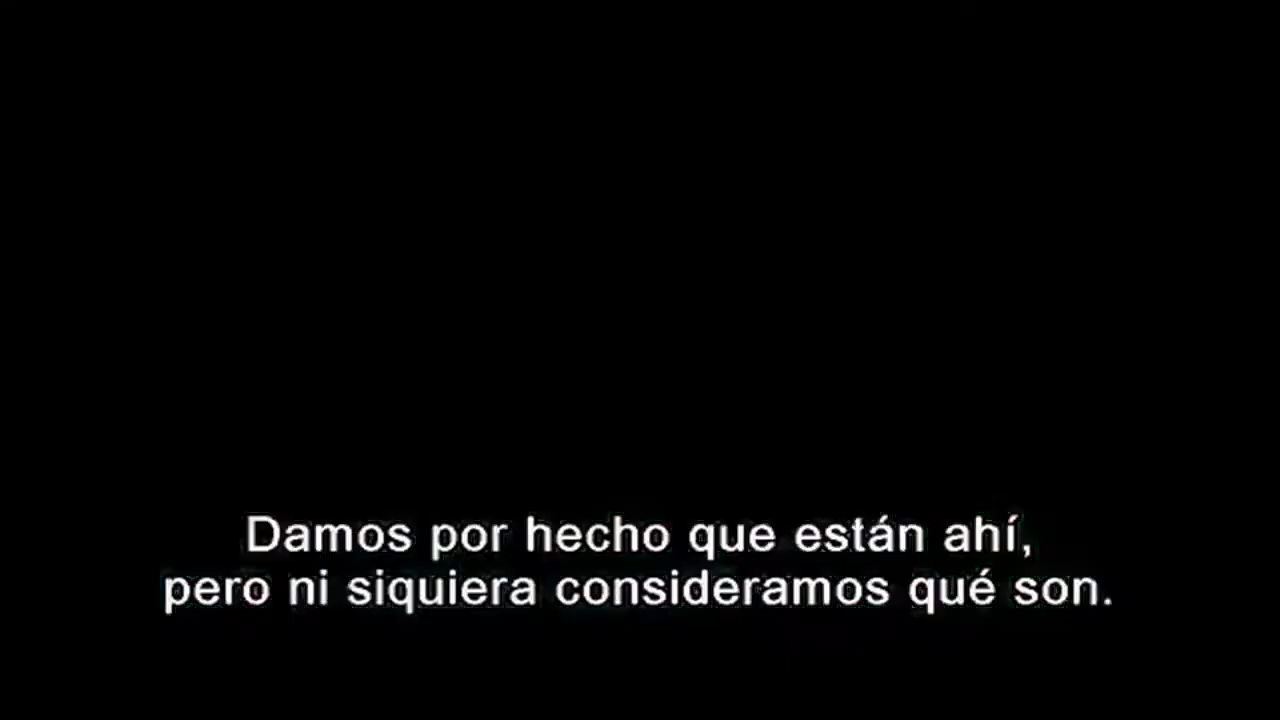 Damos por hecho que están ahí,
pero ni siquiera consideramos qué son.